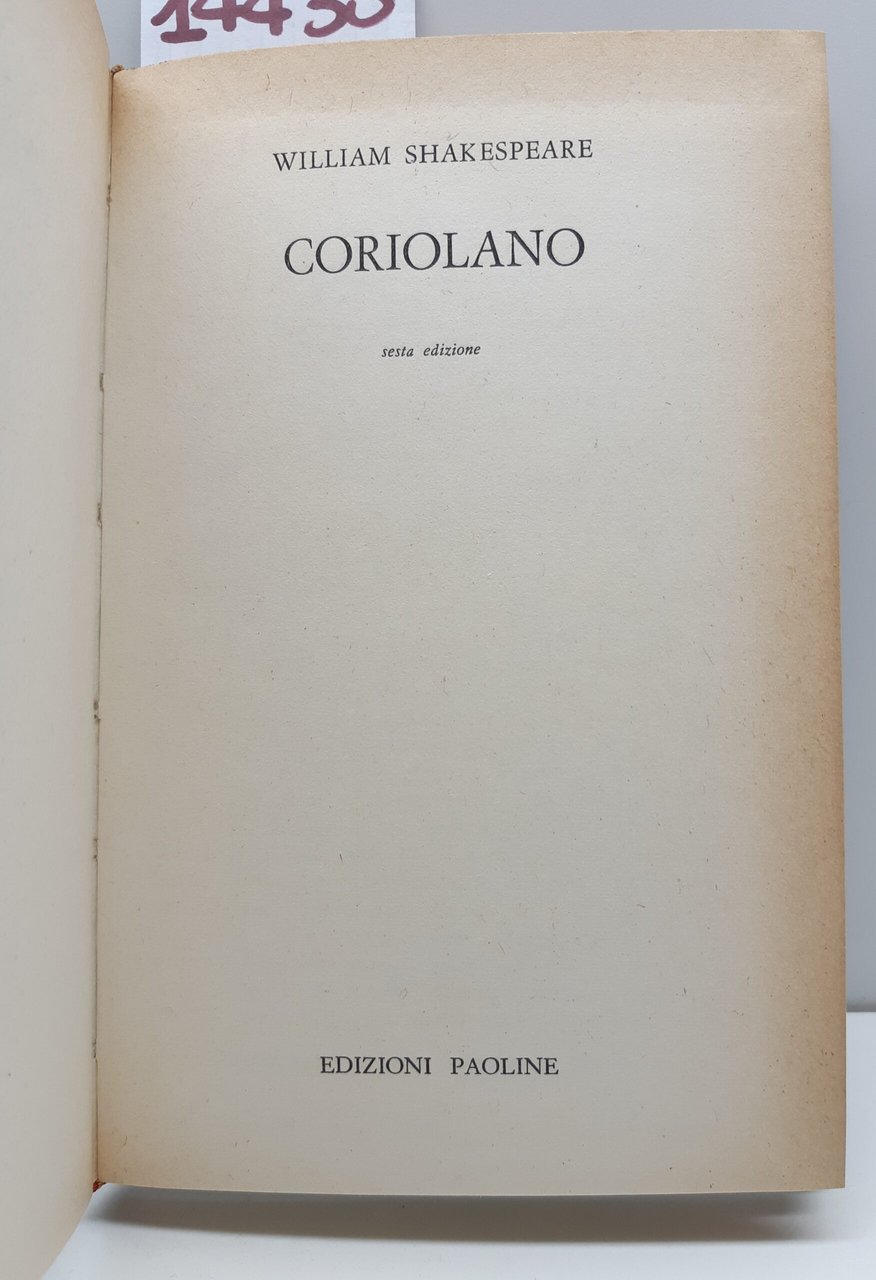 WILLIAM SHAKESPEARE
CORIOLANO
sesta edizione
EDIZIONI PAOLINE